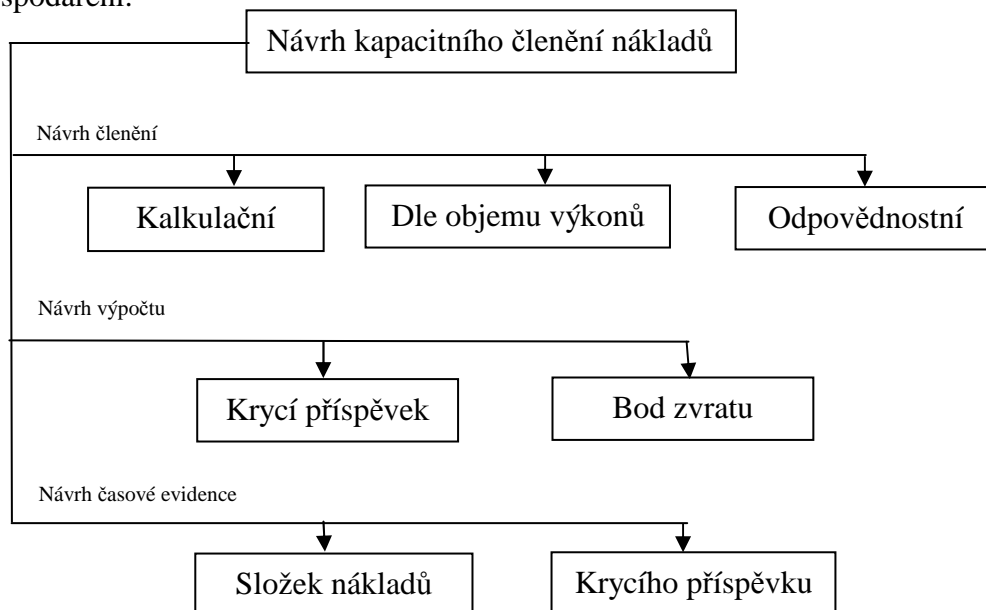 spodaření.
Návrh kapacitního členění nákladů
Návrh členění
Kalkulační
Dle objemu výkonů
Odpovědnostní
Návrh výpočtu
Krycí příspěvek
Bod zvratu
Návrh časové evidence
Složek nákladů
Krycího příspěvku